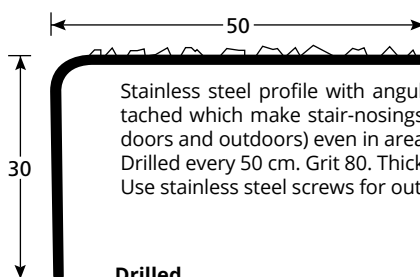 50
30
Stainless steel profile with angul
tached which make stair-nosings
doors and outdoors) even in area
Drilled every 50 cm. Grit 80. Thick
Use stainless steel screws for out
Drilled